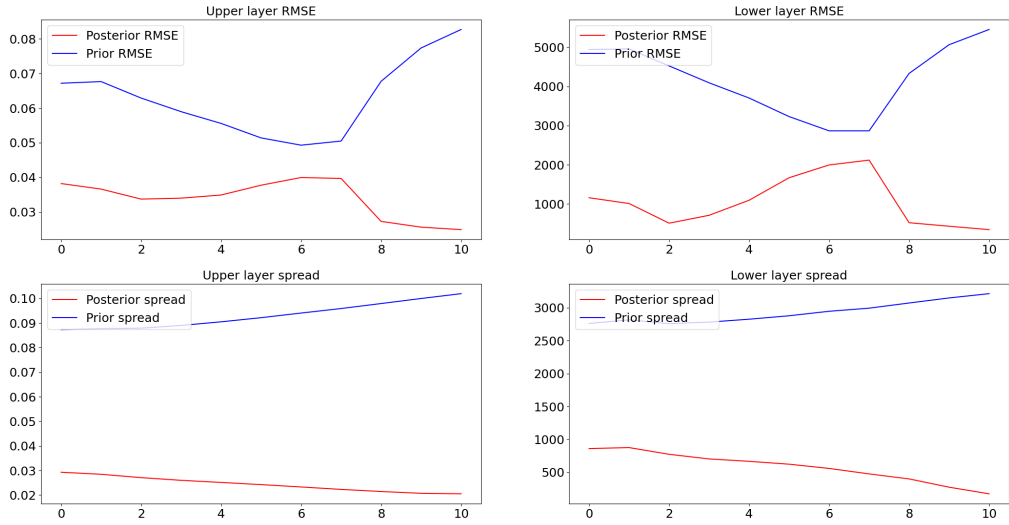 Upper layer RMSE
Posterior RMSE
Prior RMSE
0.08
0.07
0.06
0.05
0.04
0.03
0 2 4 6 8 10
Lower layer RMSE
Posterior RMSE
Prior RMSE
5000
4000
3000
2000
1000
0 2 4 6 8 10
Upper layer spread
Posterior spread
Prior spread
0.10
0.09
0.08
0.07
0.06
0.05
0.04
0.03
0.02
0 2 4 6 8 10
Lower layer spread
Posterior spread
Prior spread
3000
2500
2000
1500
1000
500
0 2 4 6 8 10